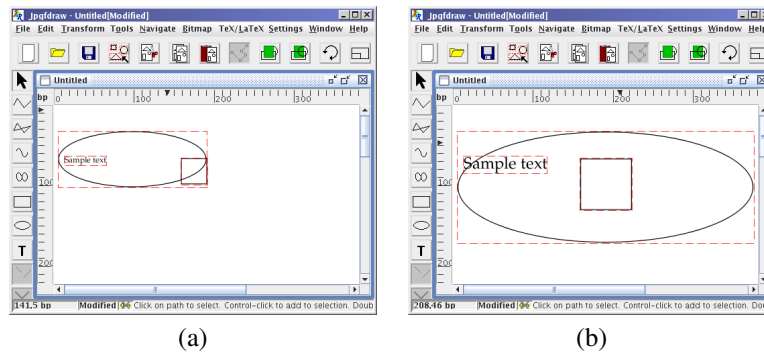 Jpgfdraw - Untitled[Modified]
File Edit Transform Tools Navigate Bitmap TeX/LaTeX Settings Window Help
Untitled
bp 0 100 200 300
Sample text
100
T
200
141,5 bp Modified Click on path to select. Control-click to add to selection. Doub
(a)
Jpgfdraw - Untitled[Modified]
File Edit Transform Tools Navigate Bitmap TeX/LaTeX Settings Window Help
Untitled
bp 0 100 200 300
Sample text
100
T
200
208,46 bp Modified Click on path to select. Control-click to add to selection. Doub
(b)